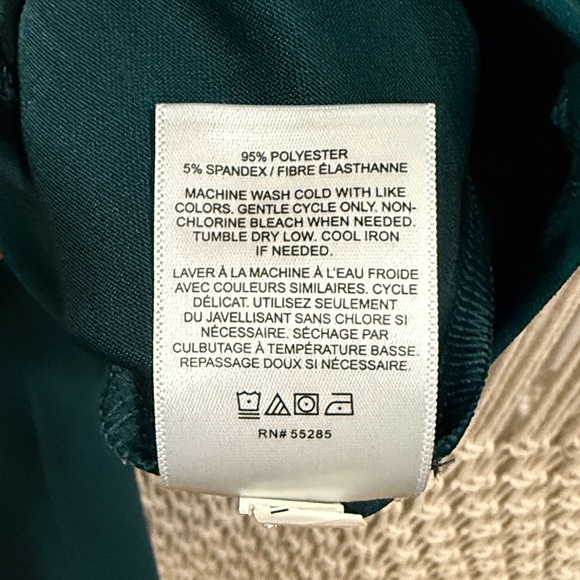 95% POLYESTER
5% SPANDEX / FIBRE ÉLASTHANNE
MACHINE WASH COLD WITH LIKE
COLORS. GENTLE CYCLE ONLY. NON-
CHLORINE BLEACH WHEN NEEDED.
TUMBLE DRY LOW. COOL IRON
IF NEEDED.
LAVER À LA MACHINE À L'EAU FROIDE
AVEC COULEURS SIMILAIRES. CYCLE
DÉLICAT. UTILISEZ SEULEMENT
DU JAVELLISANT SANS CHLORE SI
NÉCESSAIRE. SÉCHAGE PAR
CULBUTAGE À TEMPÉRATURE BASSE.
REPASSAGE DOUX SI NÉCESSAIRE.
RN# 55285